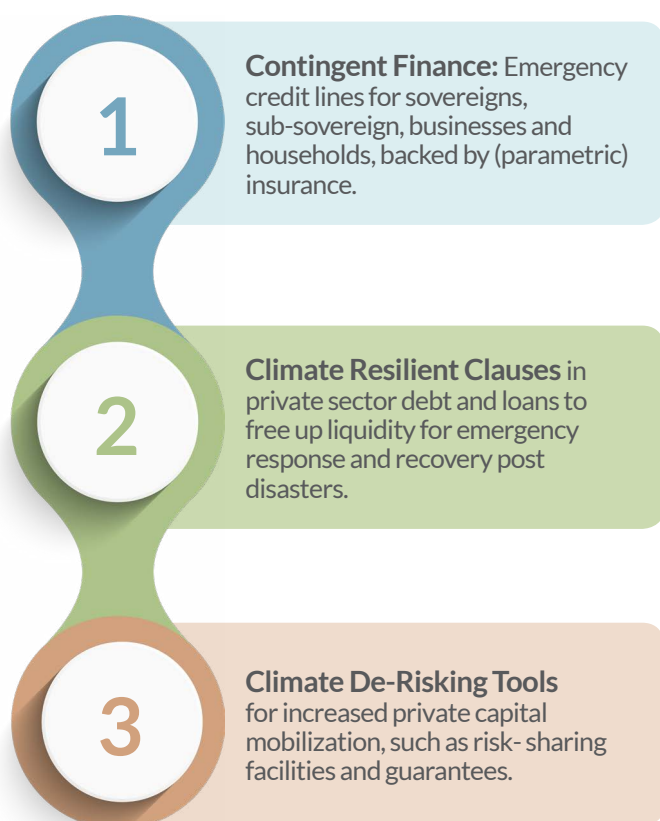 1
Contingent Finance: Emergency
credit lines for sovereigns,
sub-sovereign, businesses and
households, backed by (parametric)
insurance.
2
Climate Resilient Clauses in
private sector debt and loans to
free up liquidity for emergency
response and recovery post
disasters.
3
Climate De-Risking Tools
for increased private capital
mobilization, such as risk- sharing
facilities and guarantees.